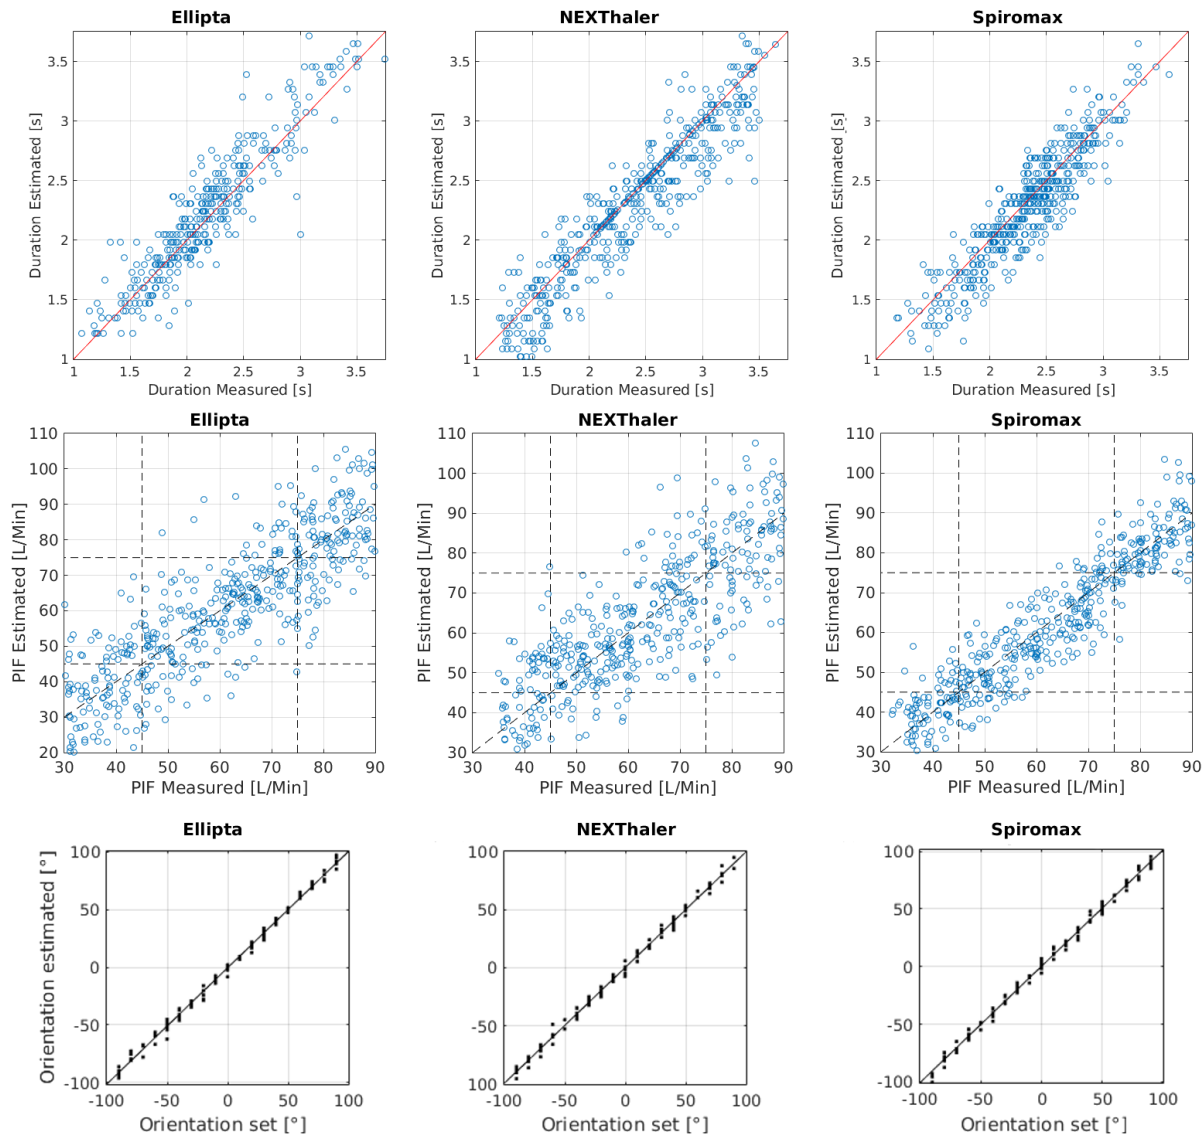 Ellipta NEXThaler Spiromax
Duration Estimated [s] Duration Estimated [s] Duration Estimated [s]
3.5 3.5 3.5
3 3 3
2.5 2.5 2.5
2 2 2
1.5 1.5 1.5
1 1 1
1 1.5 2 2.5 3 3.5 1 1.5 2 2.5 3 3.5 1 1.5 2 2.5 3 3.5
Duration Measured [s] Duration Measured [s] Duration Measured [s]
Ellipta NEXThaler Spiromax
PIF Estimated [L/Min] PIF Estimated [L/Min] PIF Estimated [L/Min]
110 110 110
100 100 100
90 90 90
80 80 80
70 70 70
60 60 60
50 50 50
40 40 40
30 30 30
20
30 40 50 60 70 80 90 30 40 50 60 70 80 90 30 40 50 60 70 80 90
PIF Measured [L/Min] PIF Measured [L/Min] PIF Measured [L/Min]
Ellipta NEXThaler Spiromax
Orientation estimated [°]
100 100 100
50 50 50
0 0 0
-50 -50 -50
-100 100 -100
-100 -50 0 50 100 -100 -50 0 50 100 -100 -50 0 50 100
Orientation set [°] Orientation set [°] Orientation set [°]